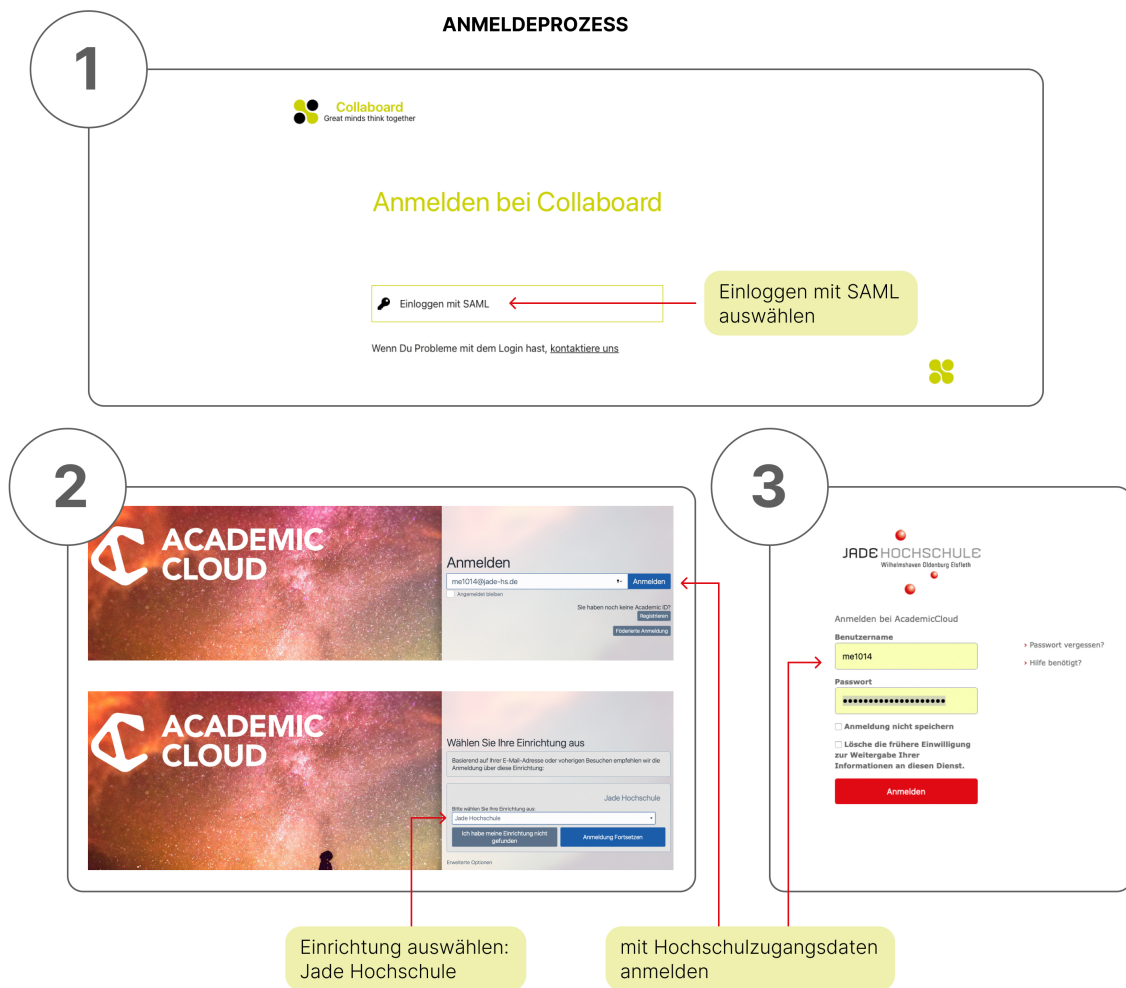 ANMELDEPROZESS
1
Collaboard
Great minds think together
Anmelden bei Collaboard
Einloggen mit SAML
Einloggen mit SAML
auswählen
Wenn Du Probleme mit dem Login hast, kontaktiere uns
2
ACADEMIC
CLOUD
Anmelden
me1014@jade-hs.de
Anmelden
Angemeldet bleiben
Sie haben noch keine Academic ID?
Registrieren
Föderierte Anmeldung
ACADEMIC
CLOUD
Wählen Sie Ihre Einrichtung aus
Basierend auf Ihrer E-Mail-Adresse oder vorherigen Besuchen empfehlen wir die
Anmeldung über diese Einrichtung:
Jade Hochschule
Bitte wählen Sie Ihre Einrichtung aus.
Jade Hochschule
Ich habe meine Einrichtung nicht
gefunden
Anmeldung Fortsetzen
Erweiterte Optionen
3
JADE HOCHSCHULE
Wilhelmshaven Oldenburg Elsfleth
Anmelden bei AcademicCloud
Benutzername
me1014
Passwort
Anmeldung nicht speichern
Lösche die frühere Einwilligung
zur Weitergabe Ihrer
Informationen an diesen Dienst.
Anmelden
› Passwort vergessen?
› Hilfe benötigt?
Einrichtung auswählen:
Jade Hochschule
mit Hochschulzugangsdaten
anmelden